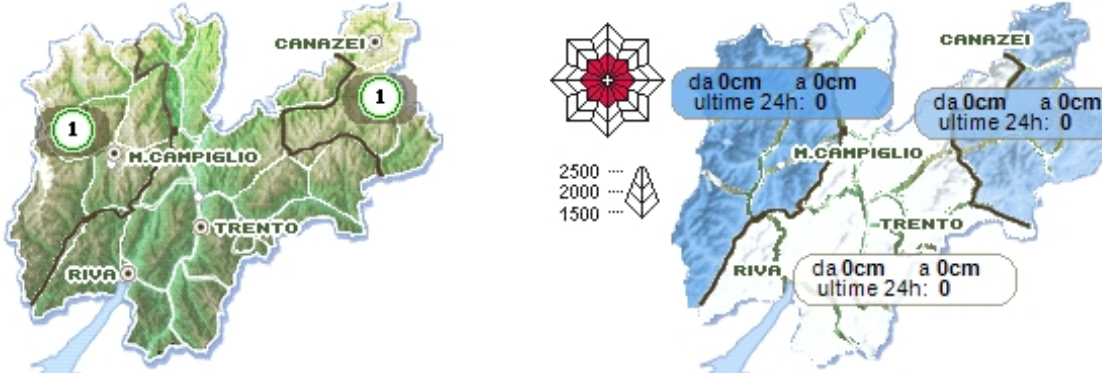 CANAZEI
1
1
M.CAMPIGLIO
TRENTO
RIVA
CANAZEI
da 0cm a 0cm
ultime 24h: 0
da 0cm a 0cm
ultime 24h: 0
M.CAMPIGLIO
2500
2000
1500
TRENTO
RIVA
da 0cm a 0cm
ultime 24h: 0